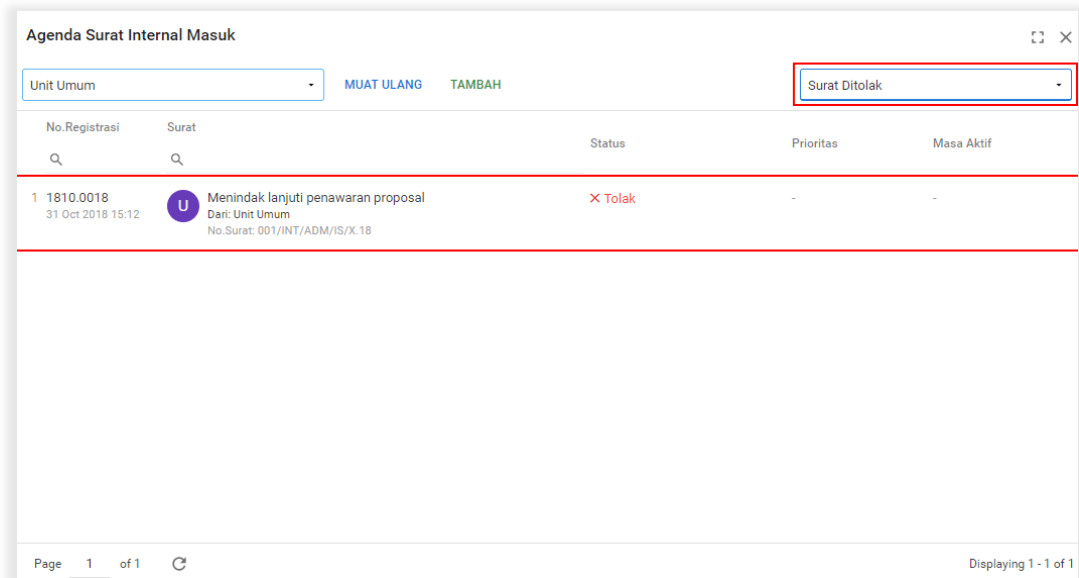 Agenda Surat Internal Masuk
Unit Umum MUAT ULANG TAMBAH Surat Ditolak
No.Registrasi Surat Status Prioritas Masa Aktif
1 1810.0018 U Menindak lanjuti penawaran proposal × Tolak - -
31 Oct 2018 15:12 Dari: Unit Umum
No.Surat: 001/INT/ADM/IS/X.18
Page 1 of 1 Displaying 1 - 1 of 1